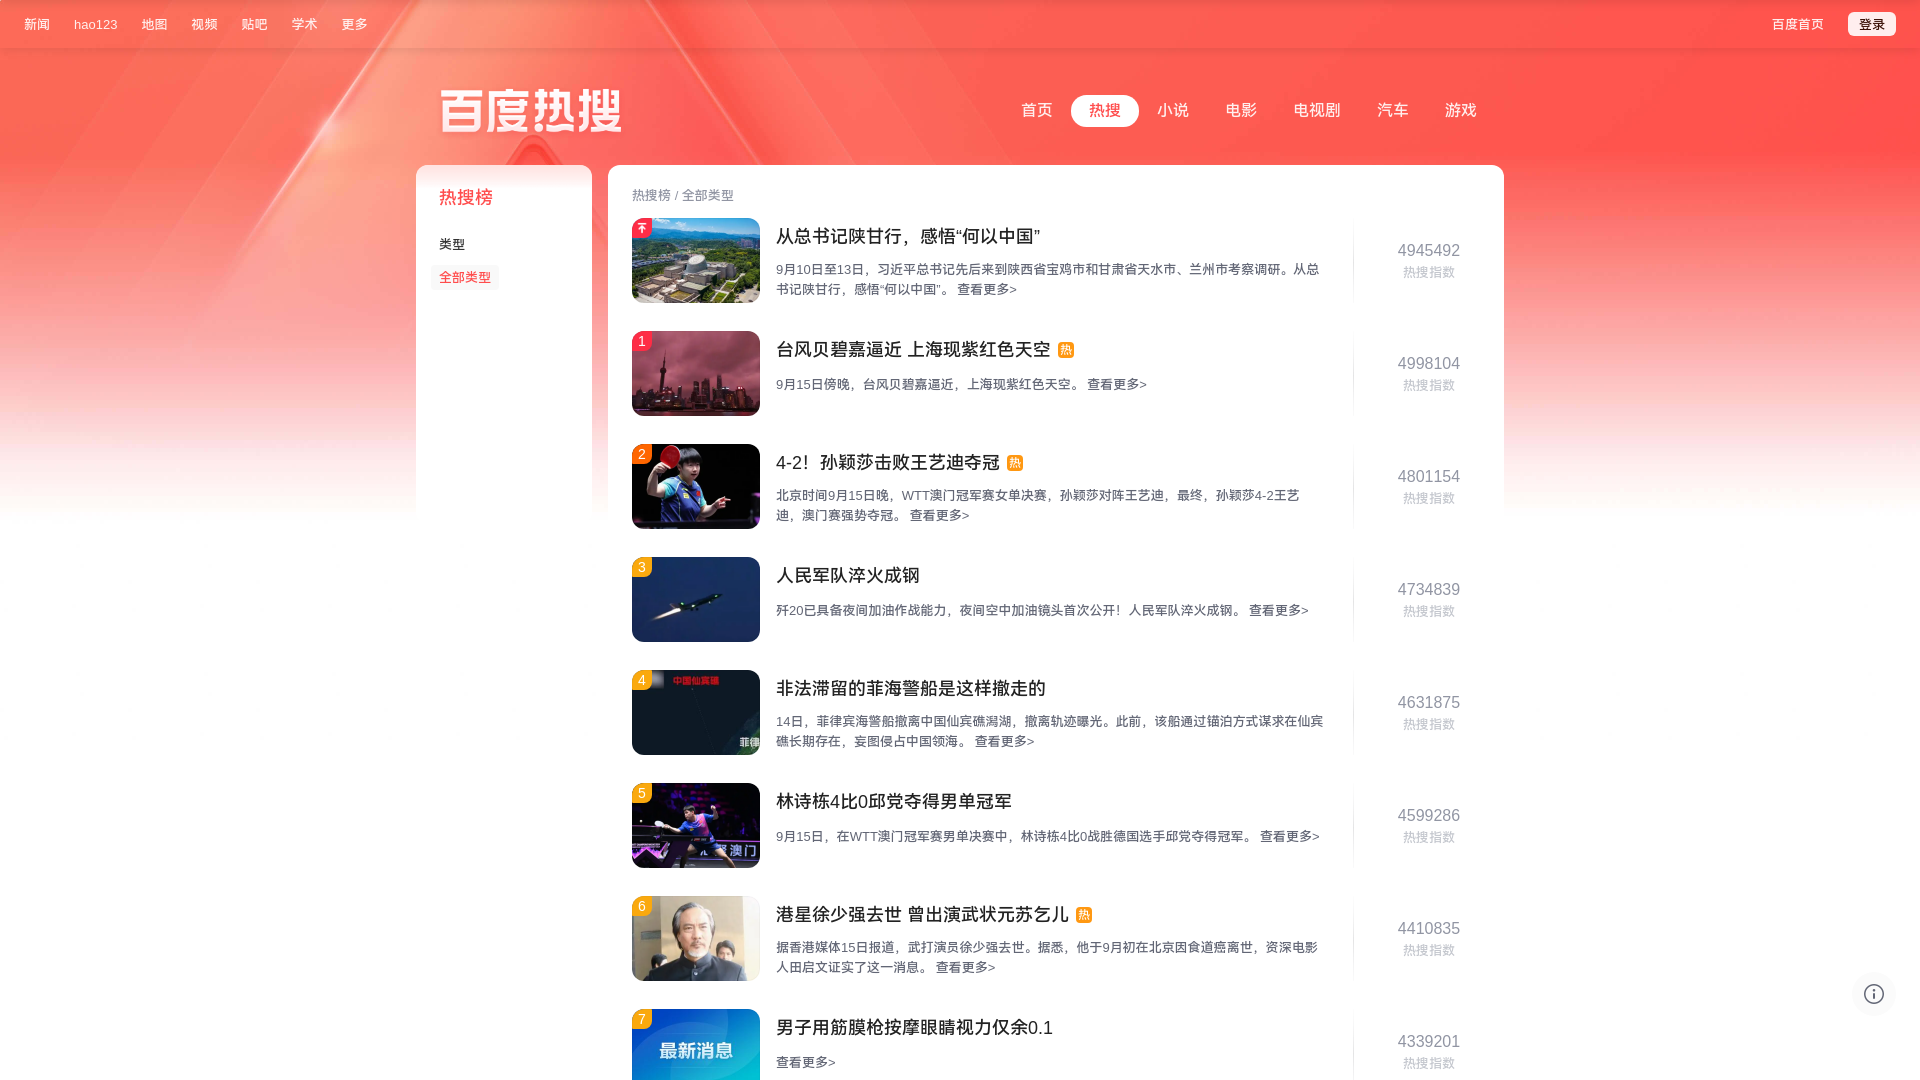 新闻 hao123 地图 视频 贴吧 学术 更多 百度首页 登录
百度热搜
首页 热搜 小说 电影 电视剧 汽车 游戏
热搜榜
类型
全部类型
热搜榜 / 全部类型
从总书记陕甘行，感悟“何以中国”
9月10日至13日，习近平总书记先后来到陕西省宝鸡市和甘肃省天水市、兰州市考察调研。从总
书记陕甘行，感悟“何以中国”。 查看更多>
4945492
热搜指数
1
台风贝碧嘉逼近 上海现紫红色天空 热
9月15日傍晚，台风贝碧嘉逼近，上海现紫红色天空。 查看更多>
4998104
热搜指数
2
4-2！孙颖莎击败王艺迪夺冠 热
北京时间9月15日晚，WTT澳门冠军赛女单决赛，孙颖莎对阵王艺迪，最终，孙颖莎4-2王艺
迪，澳门赛强势夺冠。 查看更多>
4801154
热搜指数
3
人民军队淬火成钢
歼20已具备夜间加油作战能力，夜间空中加油镜头首次公开！人民军队淬火成钢。 查看更多>
4734839
热搜指数
4
中国仙宾礁
菲律
非法滞留的菲海警船是这样撤走的
14日，菲律宾海警船撤离中国仙宾礁潟湖，撤离轨迹曝光。此前，该船通过锚泊方式谋求在仙宾
礁长期存在，妄图侵占中国领海。 查看更多>
4631875
热搜指数
5
澳门
林诗栋4比0邱党夺得男单冠军
9月15日，在WTT澳门冠军赛男单决赛中，林诗栋4比0战胜德国选手邱党夺得冠军。 查看更多>
4599286
热搜指数
6
港星徐少强去世 曾出演武状元苏乞儿 热
据香港媒体15日报道，武打演员徐少强去世。据悉，他于9月初在北京因食道癌离世，资深电影
人田启文证实了这一消息。 查看更多>
4410835
热搜指数
7
最新消息
男子用筋膜枪按摩眼睛视力仅余0.1
查看更多>
4339201
热搜指数